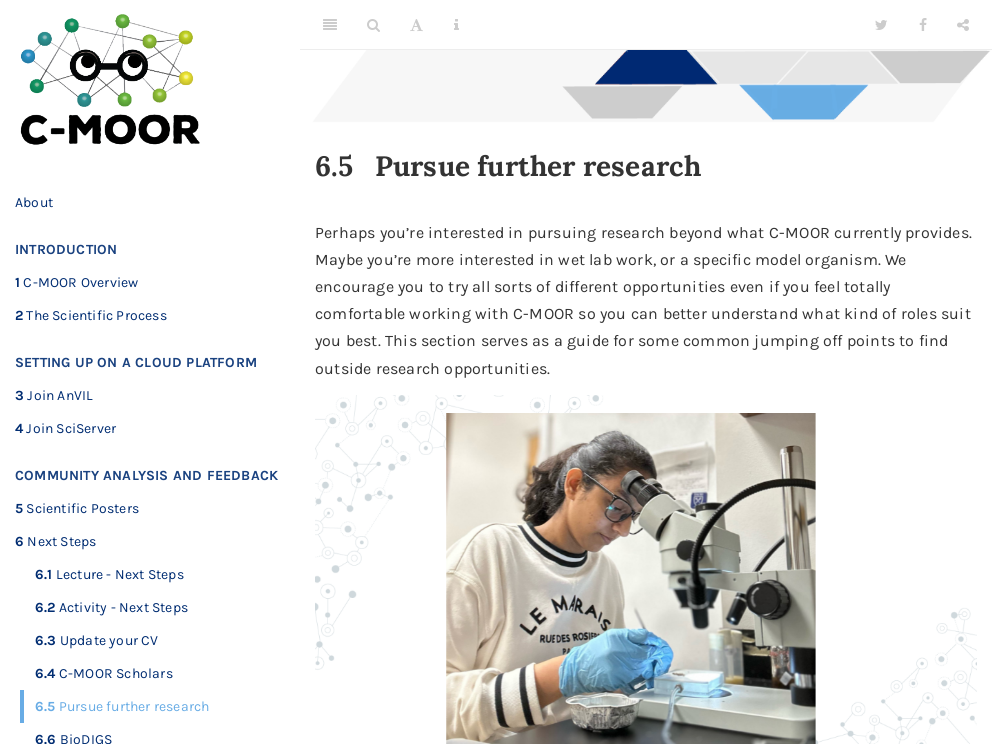 C-MOOR
About
INTRODUCTION
1 C-MOOR Overview
2 The Scientific Process
SETTING UP ON A CLOUD PLATFORM
3 Join AnVIL
4 Join SciServer
COMMUNITY ANALYSIS AND FEEDBACK
5 Scientific Posters
6 Next Steps
6.1 Lecture - Next Steps
6.2 Activity - Next Steps
6.3 Update your CV
6.4 C-MOOR Scholars
6.5 Pursue further research
6.6 BioDIGS
A
6.5 Pursue further research
Perhaps you’re interested in pursuing research beyond what C-MOOR currently provides.
Maybe you’re more interested in wet lab work, or a specific model organism. We
encourage you to try all sorts of different opportunities even if you feel totally
comfortable working with C-MOOR so you can better understand what kind of roles suit
you best. This section serves as a guide for some common jumping off points to find
outside research opportunities.
LE MARAIS
RUE DES ROSIERS